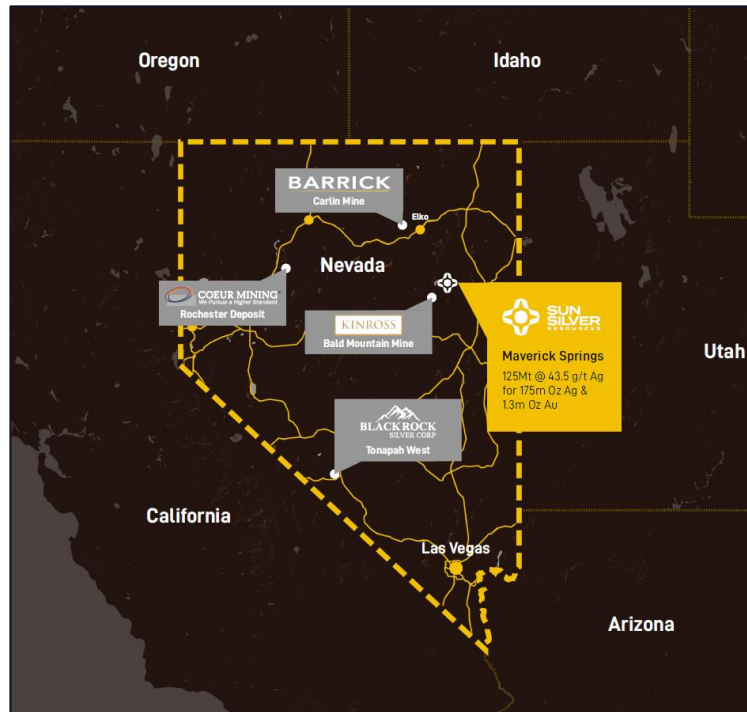 Oregon
Idaho
BARRICK
Carlin Mine
Elko
Nevada
COEUR MINING
We Pursue a Higher Standard
Rochester Deposit
KINROSS
Bald Mountain Mine
SUN
SILVER
RESOURCES
Maverick Springs
125Mt @ 43.5 g/t Ag
for 175m Oz Ag &
1.3m Oz Au
Utah
BLACKROCK
SILVER CORP
Tonapah West
California
Las Vegas
Arizona